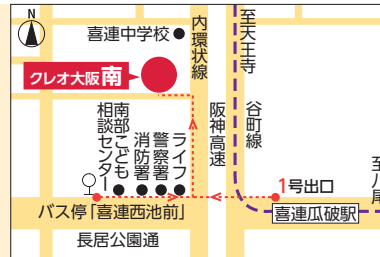 N
喜連中学校
内環状線
至天王寺
クレオ大阪南
阪神高速
谷町線
南部こども
相談センター
消防署
警察署
ライフ
1号出口
至八尾
バス停「喜連西池前」
喜連瓜破駅
長居公園通